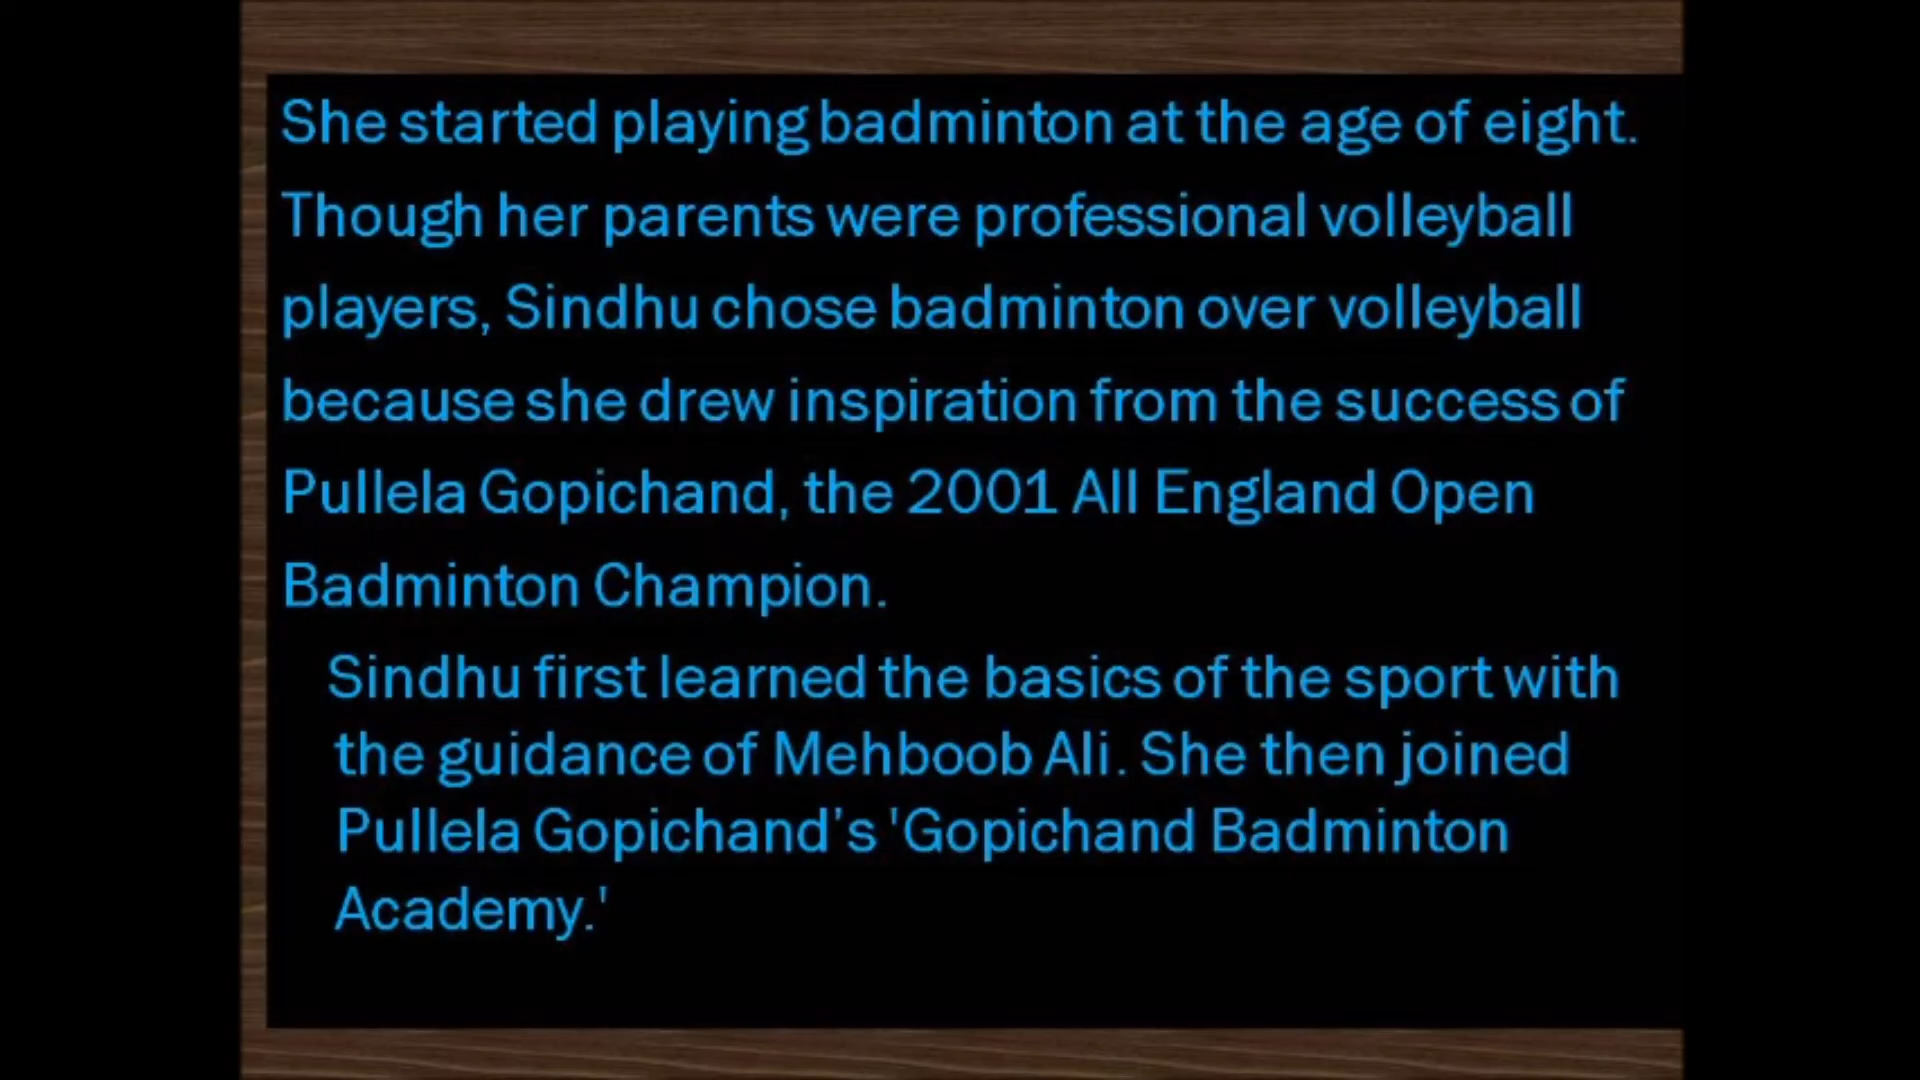 She started playing badminton at the age of eight.
Though her parents were professional volleyball
players, Sindhu chose badminton over volleyball
because she drew inspiration from the success of
Pullela Gopichand, the 2001 All England Open
Badminton Champion.
Sindhu first learned the basics of the sport with
the guidance of Mehboob Ali. She then joined
Pullela Gopichand's 'Gopichand Badminton
Academy.'